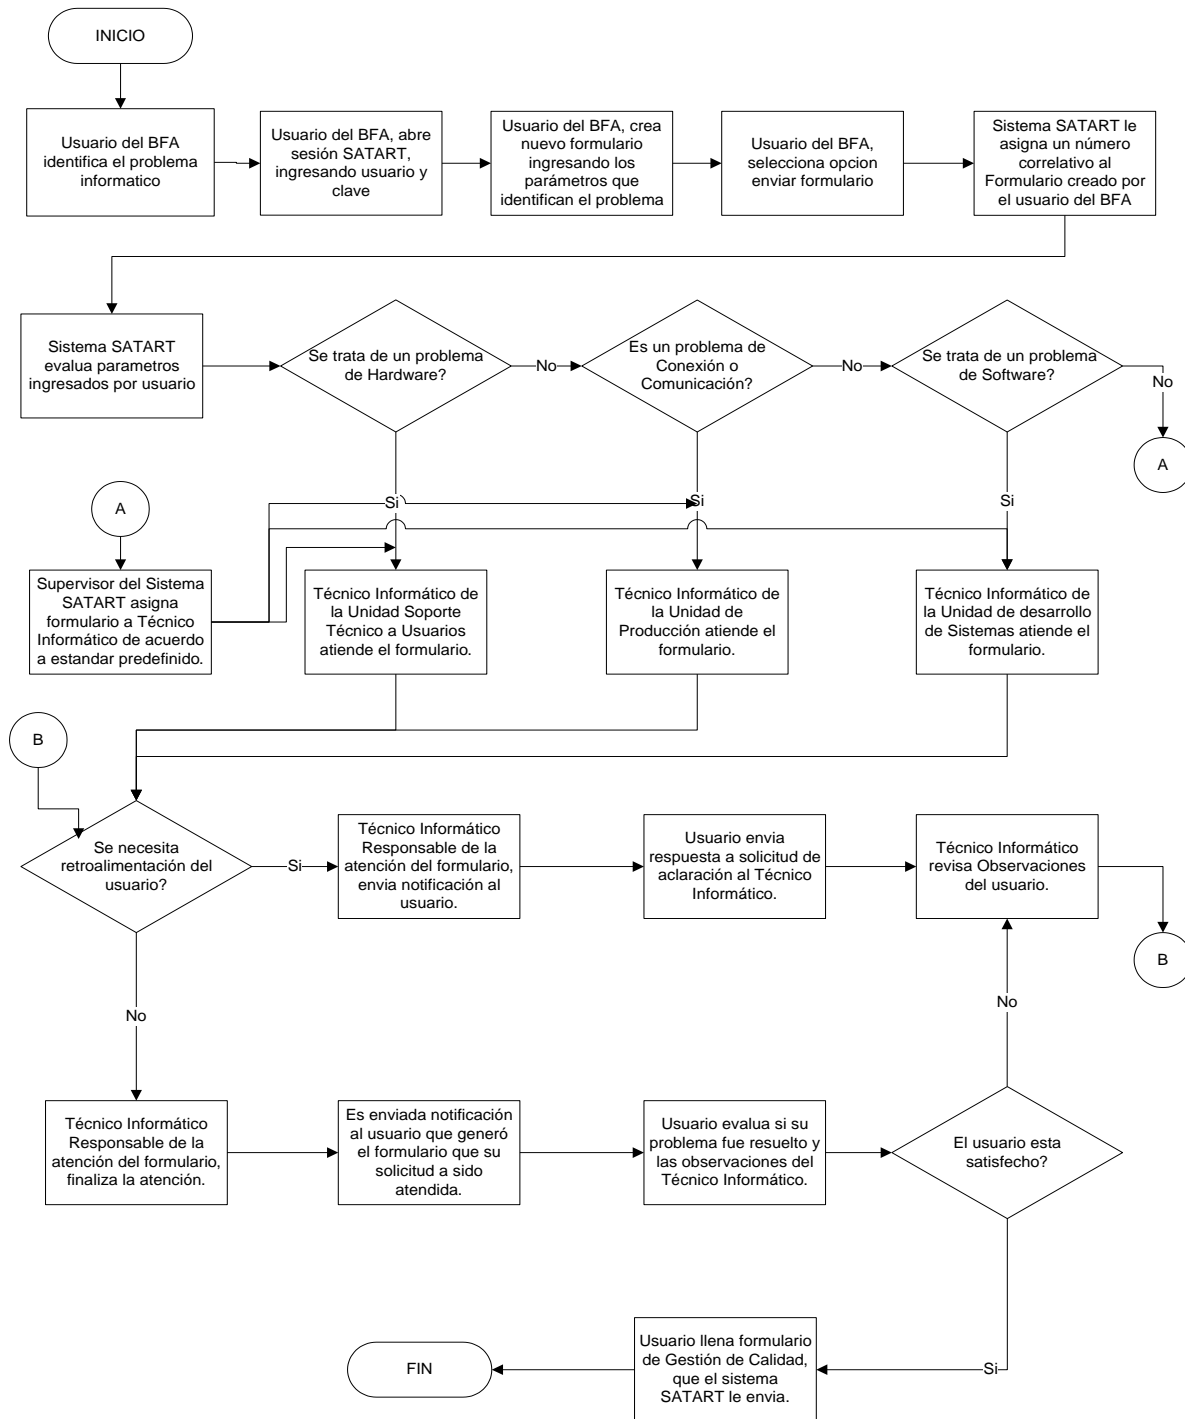 INICIO
Usuario del BFA
identifica el problema
informatico
Usuario del BFA, abre
sesión SATART,
ingresando usuario y
clave
Usuario del BFA, crea
nuevo formulario
ingresando los
parámetros que
identifican el problema
Usuario del BFA,
selecciona opcion
enviar formulario
Sistema SATART le
asigna un número
correlativo al
Formulario creado por
el usuario del BFA
Sistema SATART
evalua parametros
ingresados por usuario
Se trata de un problema
de Hardware?
No
Es un problema de
Conexión o
Comunicación?
No
Se trata de un problema
de Software?
No
A
A
Si
Si
Si
Supervisor del Sistema
SATART asigna
formulario a Técnico
Informático de acuerdo
a estandar predefinido.
Técnico Informático de
la Unidad Soporte
Técnico a Usuarios
atiende el formulario.
Técnico Informático de
la Unidad de
Producción atiende el
formulario.
Técnico Informático de
la Unidad de desarrollo
de Sistemas atiende el
formulario.
B
Se necesita
retroalimentación del
usuario?
Si
Técnico Informático
Responsable de la
atención del formulario,
envia notificación al
usuario.
Usuario envia
respuesta a solicitud de
aclaración al Técnico
Informático.
Técnico Informático
revisa Observaciones
del usuario.
B
No
No
Técnico Informático
Responsable de la
atención del formulario,
finaliza la atención.
Es enviada notificación
al usuario que generó
el formulario que su
solicitud a sido
atendida.
Usuario evalua si su
problema fue resuelto y
las observaciones del
Técnico Informático.
El usuario esta
satisfecho?
Si
Usuario llena formulario
de Gestión de Calidad,
que el sistema
SATART le envia.
FIN